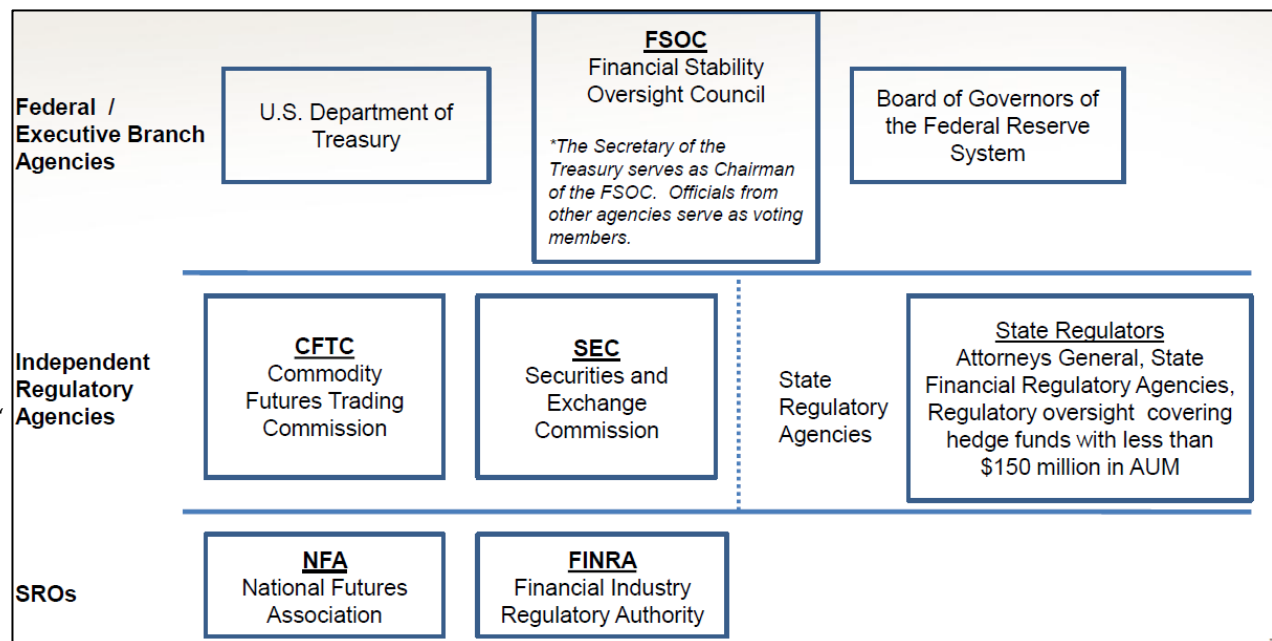 Federal /
Executive Branch
Agencies
U.S. Department of
Treasury
FSOC
Financial Stability
Oversight Council
*The Secretary of the
Treasury serves as Chairman
of the FSOC. Officials from
other agencies serve as voting
members.
Board of Governors of
the Federal Reserve
System
Independent
Regulatory
Agencies
CFTC
Commodity
Futures Trading
Commission
SEC
Securities and
Exchange
Commission
State
Regulatory
Agencies
State Regulators
Attorneys General, State
Financial Regulatory Agencies,
Regulatory oversight covering
hedge funds with less than
$150 million in AUM
SROs
NFA
National Futures
Association
FINRA
Financial Industry
Regulatory Authority